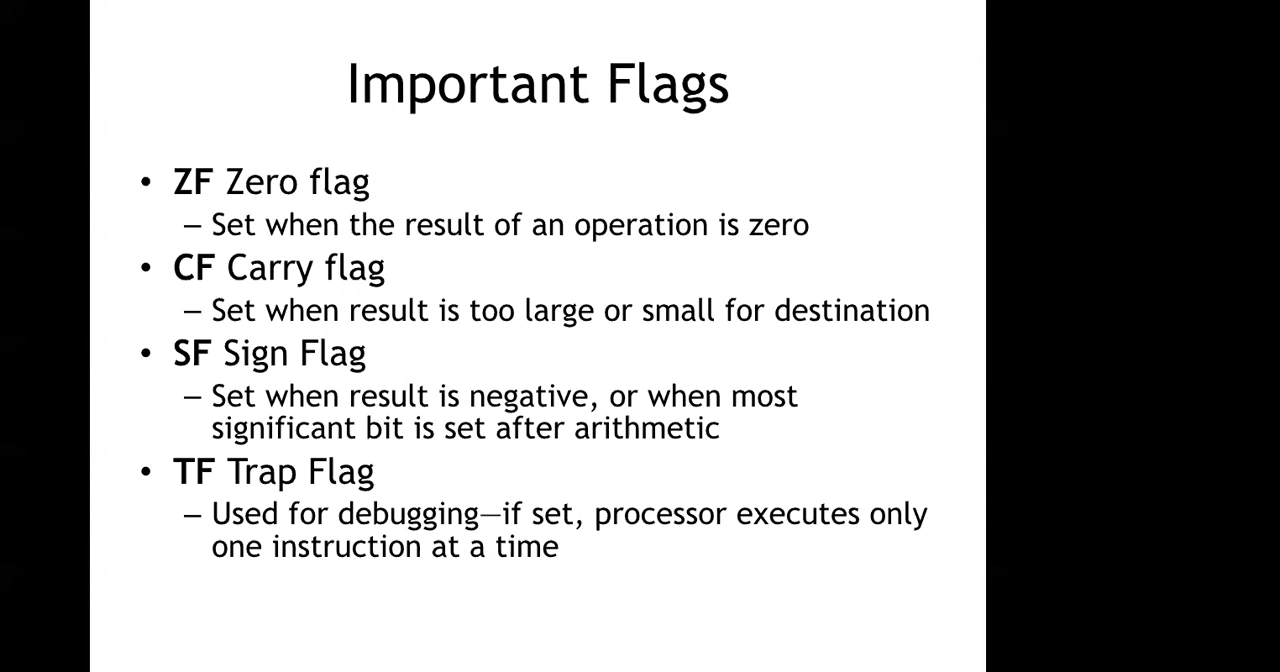 Important Flags
• ZF Zero flag
– Set when the result of an operation is zero
• CF Carry flag
– Set when result is too large or small for destination
• SF Sign Flag
– Set when result is negative, or when most
significant bit is set after arithmetic
• TF Trap Flag
– Used for debugging—if set, processor executes only
one instruction at a time